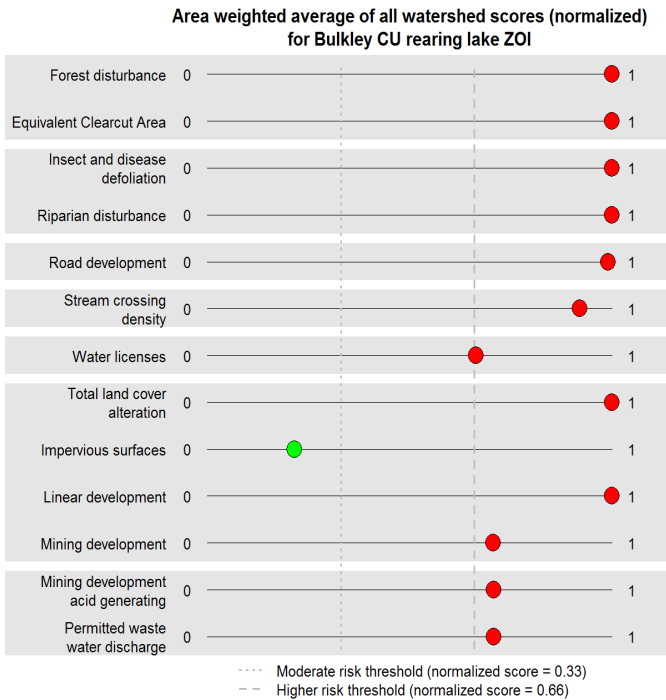 Area weighted average of all watershed scores (normalized)
for Bulkley CU rearing lake ZOI
Forest disturbance 0 1
Equivalent Clearcut Area 0 1
Insect and disease
defoliation 0 1
Riparian disturbance 0 1
Road development 0 1
Stream crossing
density 0 1
Water licenses 0 1
Total land cover
alteration 0 1
Impervious surfaces 0 1
Linear development 0 1
Mining development 0 1
Mining development
acid generating 0 1
Permitted waste
water discharge 0 1
Moderate risk threshold (normalized score = 0.33)
Higher risk threshold (normalized score = 0.66)